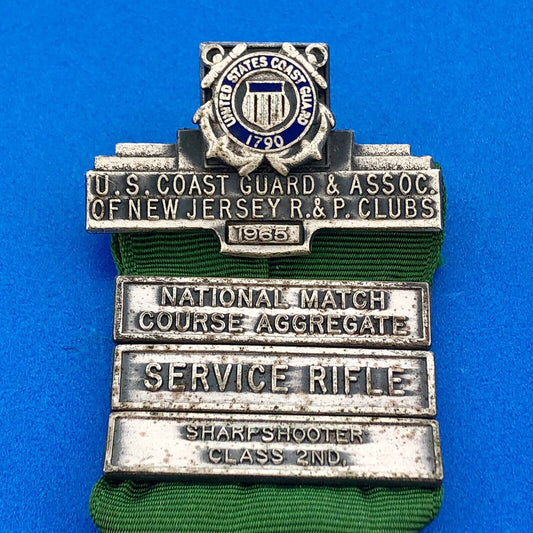 UNITED STATES COAST GUARD
1790
U.S. COAST GUARD & ASSOC.
OF NEW JERSEY R.& P. CLUBS
1965
NATIONAL MATCH
COURSE AGGREGATE
SERVICE RIFLE
SHARPSHOOTER
CLASS 2ND.